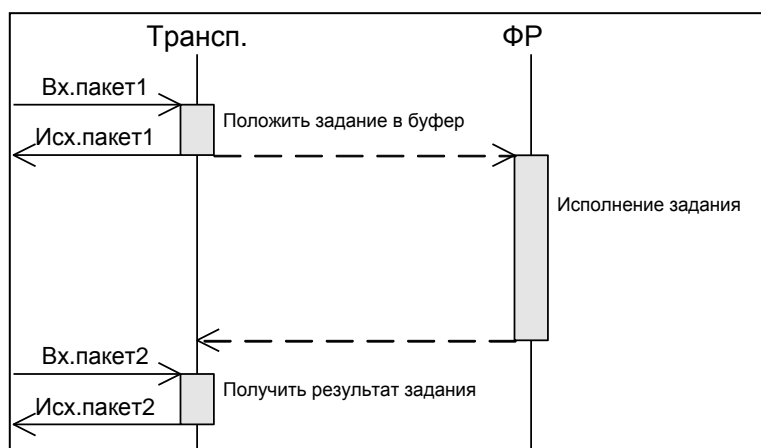 Трансп.
ФР
Вх.пакет1
Положить задание в буфер
Исх.пакет1
Исполнение задания
Вх.пакет2
Получить результат задания
Исх.пакет2